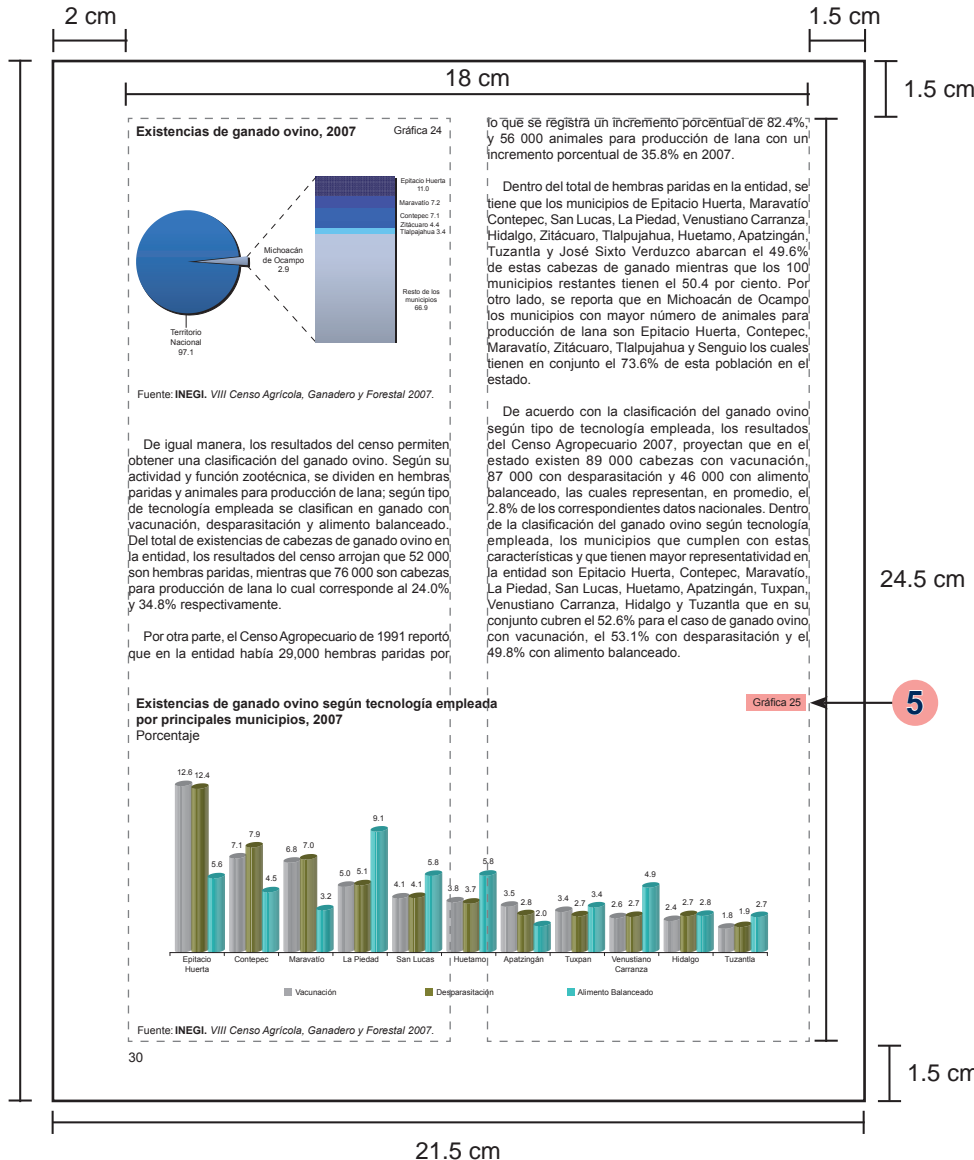 2 cm
1.5 cm
18 cm
1.5 cm
Existencias de ganado ovino, 2007
Gráfica 24
Epitacio Huerta
11.0
Maravatío 7.2
Contepec 7.1
Zitácuaro 4.4
Tlalpajahua 3.4
Michoacán
de Ocampo
2.9
Resto de los
municipios
66.9
Territorio
Nacional
97.1
Fuente: INEGI. VIII Censo Agrícola, Ganadero y Forestal 2007.
De igual manera, los resultados del censo permiten
obtener una clasificación del ganado ovino. Según su
actividad y función zootécnica, se dividen en hembras
paridas y animales para producción de lana; según tipo
de tecnología empleada se clasifican en ganado con
vacunación, desparasitación y alimento balanceado.
Del total de existencias de cabezas de ganado ovino en
la entidad, los resultados del censo arrojan que 52 000
son hembras paridas, mientras que 76 000 son cabezas
para producción de lana lo cual corresponde al 24.0%
y 34.8% respectivamente.
Por otra parte, el Censo Agropecuario de 1991 reportó
que en la entidad había 29,000 hembras paridas por
lo que se registra un incremento porcentual de 82.4%,
y 56 000 animales para producción de lana con un
incremento porcentual de 35.8% en 2007.
Dentro del total de hembras paridas en la entidad, se
tiene que los municipios de Epitacio Huerta, Maravatío
Contepec, San Lucas, La Piedad, Venustiano Carranza,
Hidalgo, Zitácuaro, Tlalpujahua, Huetamo, Apatzingán,
Tuzantla y José Sixto Verduzco abarcan el 49.6%
de estas cabezas de ganado mientras que los 100
municipios restantes tienen el 50.4 por ciento. Por
otro lado, se reporta que en Michoacán de Ocampo
los municipios con mayor número de animales para
producción de lana son Epitacio Huerta, Contepec,
Maravatío, Zitácuaro, Tlalpujahua y Senguio los cuales
tienen en conjunto el 73.6% de esta población en el
estado.
De acuerdo con la clasificación del ganado ovino
según tipo de tecnología empleada, los resultados
del Censo Agropecuario 2007, proyectan que en el
estado existen 89 000 cabezas con vacunación,
87 000 con desparasitación y 46 000 con alimento
balanceado, las cuales representan, en promedio, el
2.8% de los correspondientes datos nacionales. Dentro
de la clasificación del ganado ovino según tecnología
empleada, los municipios que cumplen con estas
características y que tienen mayor representatividad en
la entidad son Epitacio Huerta, Contepec, Maravatío,
La Piedad, San Lucas, Huetamo, Apatzingán, Tuxpan,
Venustiano Carranza, Hidalgo y Tuzantla que en su
conjunto cubren el 52.6% para el caso de ganado ovino
con vacunación, el 53.1% con desparasitación y el
49.8% con alimento balanceado.
24.5 cm
Existencias de ganado ovino según tecnología empleada
por principales municipios, 2007
Porcentaje
Gráfica 25
5
12.6 12.4 5.6 7.1 7.9 4.5 6.8 7.0 3.2 5.0 5.1 9.1 4.1 4.1 5.8 3.8 3.7 5.8 3.5 2.8 2.0 3.4 2.7 3.4 2.6 2.7 4.9 2.4 2.7 2.8 1.8 1.9 2.7
Epitacio Huerta Contepec Maravatío La Piedad San Lucas Huetamo Apatzingán Tuxpan Venustiano Carranza Hidalgo Tuzantla
Vacunación Desparasitación Alimento Balanceado
Fuente: INEGI. VIII Censo Agrícola, Ganadero y Forestal 2007.
30
1.5 cm
21.5 cm